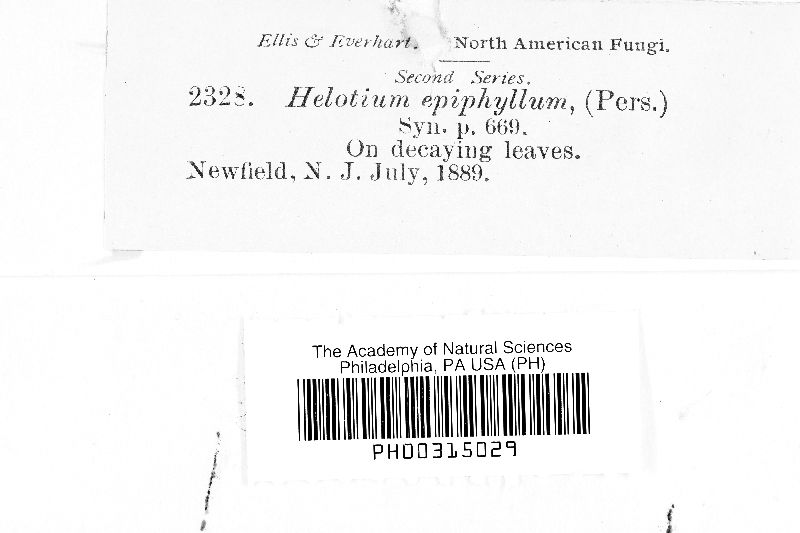 Ellis & Everhart. North American Fungi.
Second Series.
2328. Helotium epiphyllum, (Pers.)
Syn. p. 669.
On decaying leaves.
Newfield, N. J. July, 1889.
The Academy of Natural Sciences
Philadelphia, PA USA (PH)
PH00315029